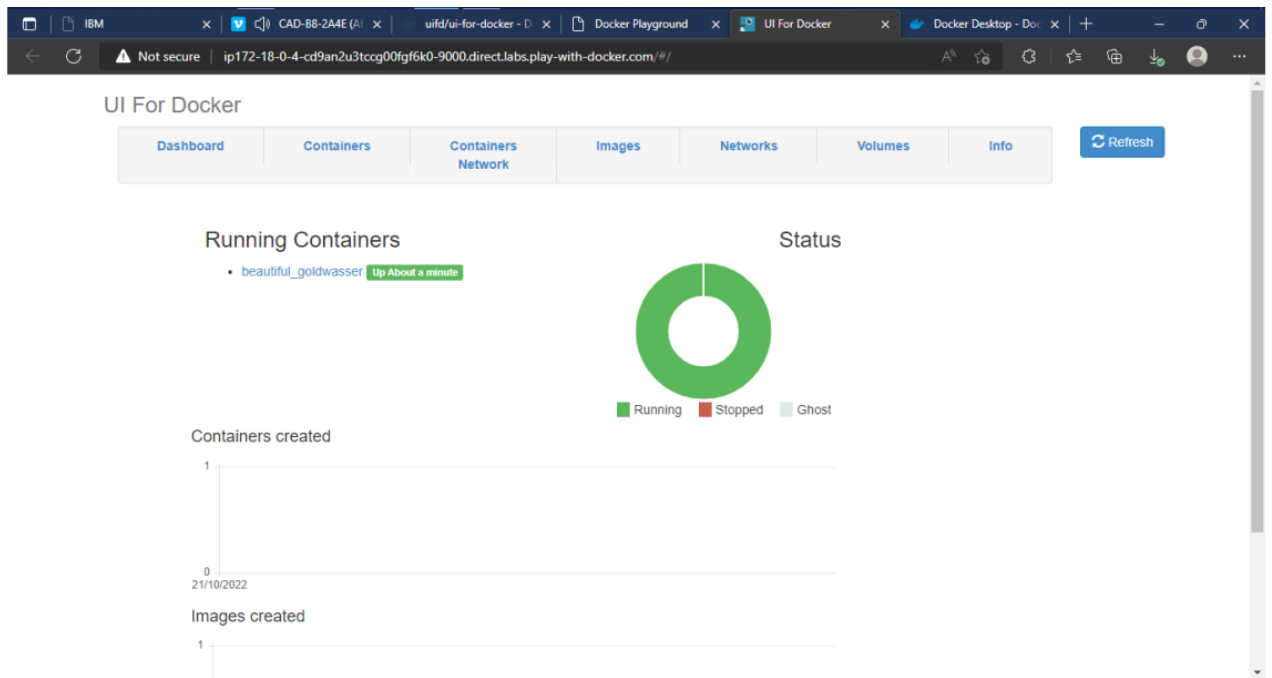 IBM
CAD-B8-2A4E (Af
uifd/ui-for-docker - D
Docker Playground
UI For Docker
Docker Desktop - Doc
Not secure
ip172-18-0-4-cd9an2u3tccg00fgf6k0-9000.direct.labs.play-with-docker.com/#/
UI For Docker
Dashboard
Containers
Containers
Network
Images
Networks
Volumes
Info
Refresh
Running Containers
beautiful_goldwasser Up About a minute
Status
Running Stopped Ghost
Containers created
1
0
21/10/2022
Images created
1